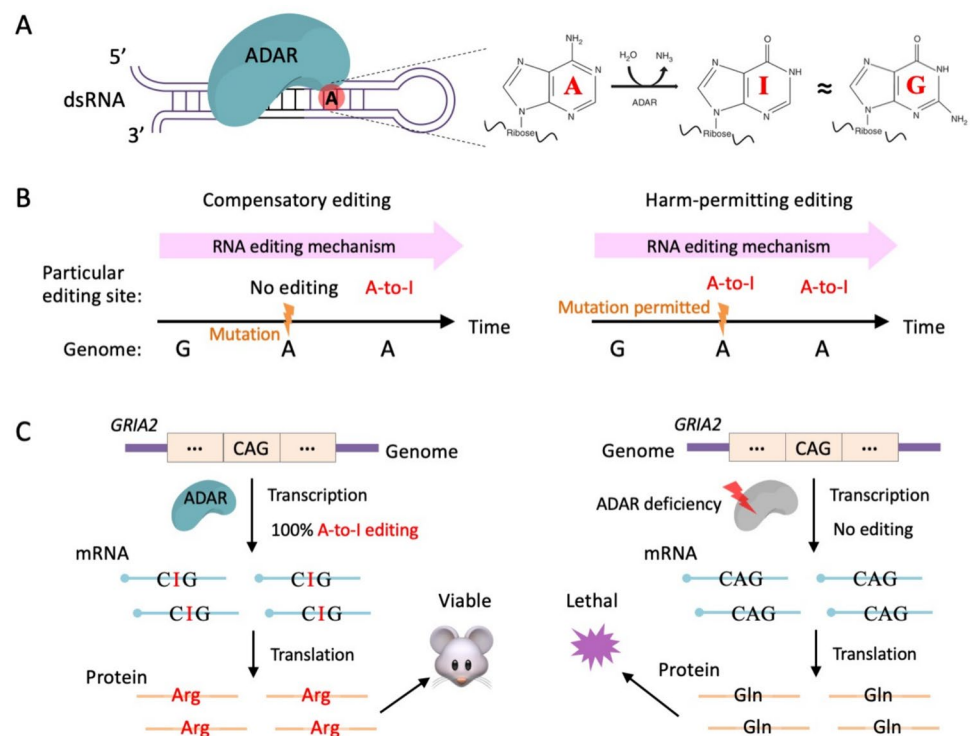 A
5’
ADAR
dsRNA
A
3’
NH₂
N
N
N
N
A
Ribose
H₂O
NH₃
ADAR
O
N
NH
N
N
I
Ribose
≈
O
N
NH
N
N
NH₂
G
Ribose
B
Compensatory editing
RNA editing mechanism
Particular
editing site:
No editing
A-to-I
Mutation
Time
Genome:
G
A
A
Harm-permitting editing
RNA editing mechanism
A-to-I
A-to-I
Mutation permitted
Time
G
A
A
C
GRIA2
... CAG ...
Genome
ADAR
Transcription
100% A-to-I editing
mRNA
CIG CIG
CIG CIG
Translation
Protein
Arg Arg
Arg Arg
Viable
Lethal
GRIA2
Genome
... CAG ...
ADAR deficiency
Transcription
No editing
mRNA
CAG CAG
CAG CAG
Translation
Protein
Gln Gln
Gln Gln